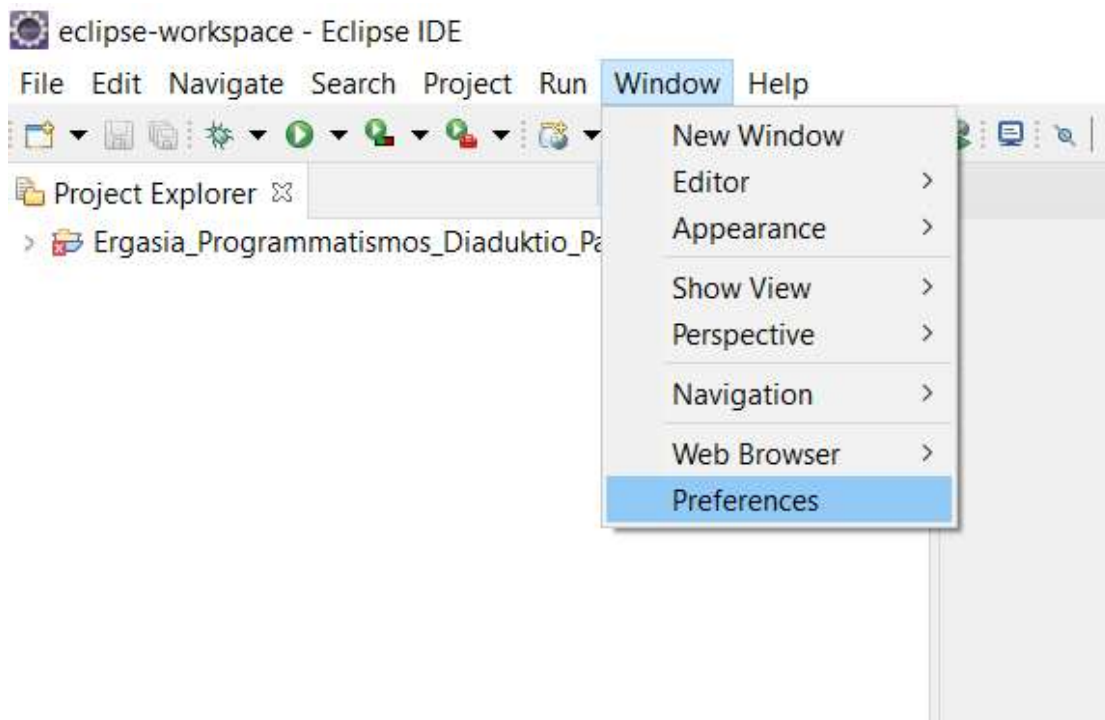 eclipse-workspace - Eclipse IDE
File Edit Navigate Search Project Run Window Help
Project Explorer
Ergasia_Programmatismos_Diaduktio_Pa
New Window
Editor
Appearance
Show View
Perspective
Navigation
Web Browser
Preferences